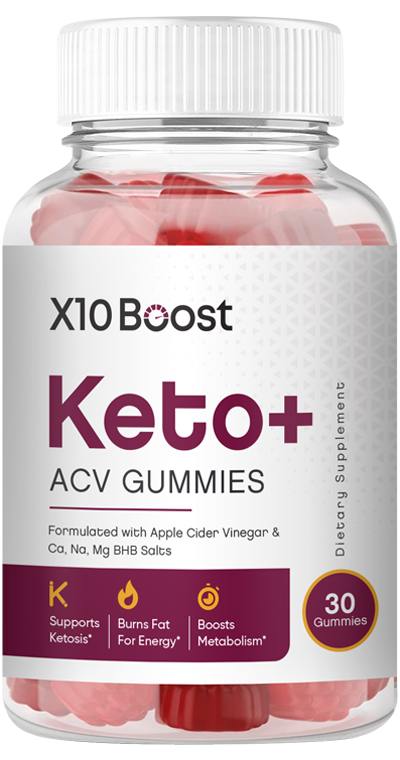 X10 Boost
Keto+
ACV GUMMIES
Formulated with Apple Cider Vinegar &
Ca, Na, Mg BHB Salts
Dietary Supplement
K
Supports
Ketosis*
Burns Fat
For Energy*
Boosts
Metabolism*
30
Gummies